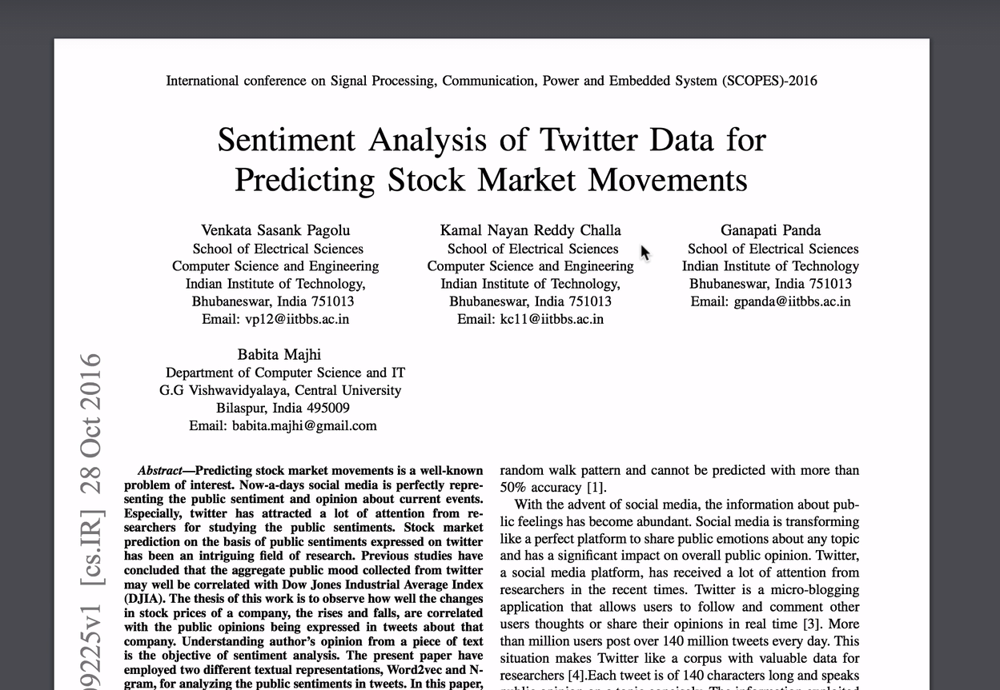 International conference on Signal Processing, Communication, Power and Embedded System (SCOPES)-2016
Sentiment Analysis of Twitter Data for
Predicting Stock Market Movements
Venkata Sasank Pagolu
School of Electrical Sciences
Computer Science and Engineering
Indian Institute of Technology,
Bhubaneswar, India 751013
Email: vp12@iitbbs.ac.in
Kamal Nayan Reddy Challa
School of Electrical Sciences
Computer Science and Engineering
Indian Institute of Technology,
Bhubaneswar, India 751013
Email: kc11@iitbbs.ac.in
Ganapati Panda
School of Electrical Sciences
Indian Institute of Technology
Bhubaneswar, India 751013
Email: gpanda@iitbbs.ac.in
Babita Majhi
Department of Computer Science and IT
G.G Vishwavidyalaya, Central University
Bilaspur, India 495009
Email: babita.majhi@gmail.com
09225v1 [cs.IR] 28 Oct 2016
Abstract—Predicting stock market movements is a well-known
problem of interest. Now-a-days social media is perfectly repre-
senting the public sentiment and opinion about current events.
Especially, twitter has attracted a lot of attention from re-
searchers for studying the public sentiments. Stock market
prediction on the basis of public sentiments expressed on twitter
has been an intriguing field of research. Previous studies have
concluded that the aggregate public mood collected from twitter
may well be correlated with Dow Jones Industrial Average Index
(DJIA). The thesis of this work is to observe how well the changes
in stock prices of a company, the rises and falls, are correlated
with the public opinions being expressed in tweets about that
company. Understanding author's opinion from a piece of text
is the objective of sentiment analysis. The present paper have
employed two different textual representations, Word2vec and N-
gram, for analyzing the public sentiments in tweets. In this paper,
random walk pattern and cannot be predicted with more than
50% accuracy [1].
With the advent of social media, the information about pub-
lic feelings has become abundant. Social media is transforming
like a perfect platform to share public emotions about any topic
and has a significant impact on overall public opinion. Twitter,
a social media platform, has received a lot of attention from
researchers in the recent times. Twitter is a micro-blogging
application that allows users to follow and comment other
users thoughts or share their opinions in real time [3]. More
than million users post over 140 million tweets every day. This
situation makes Twitter like a corpus with valuable data for
researchers [4].Each tweet is of 140 characters long and speaks